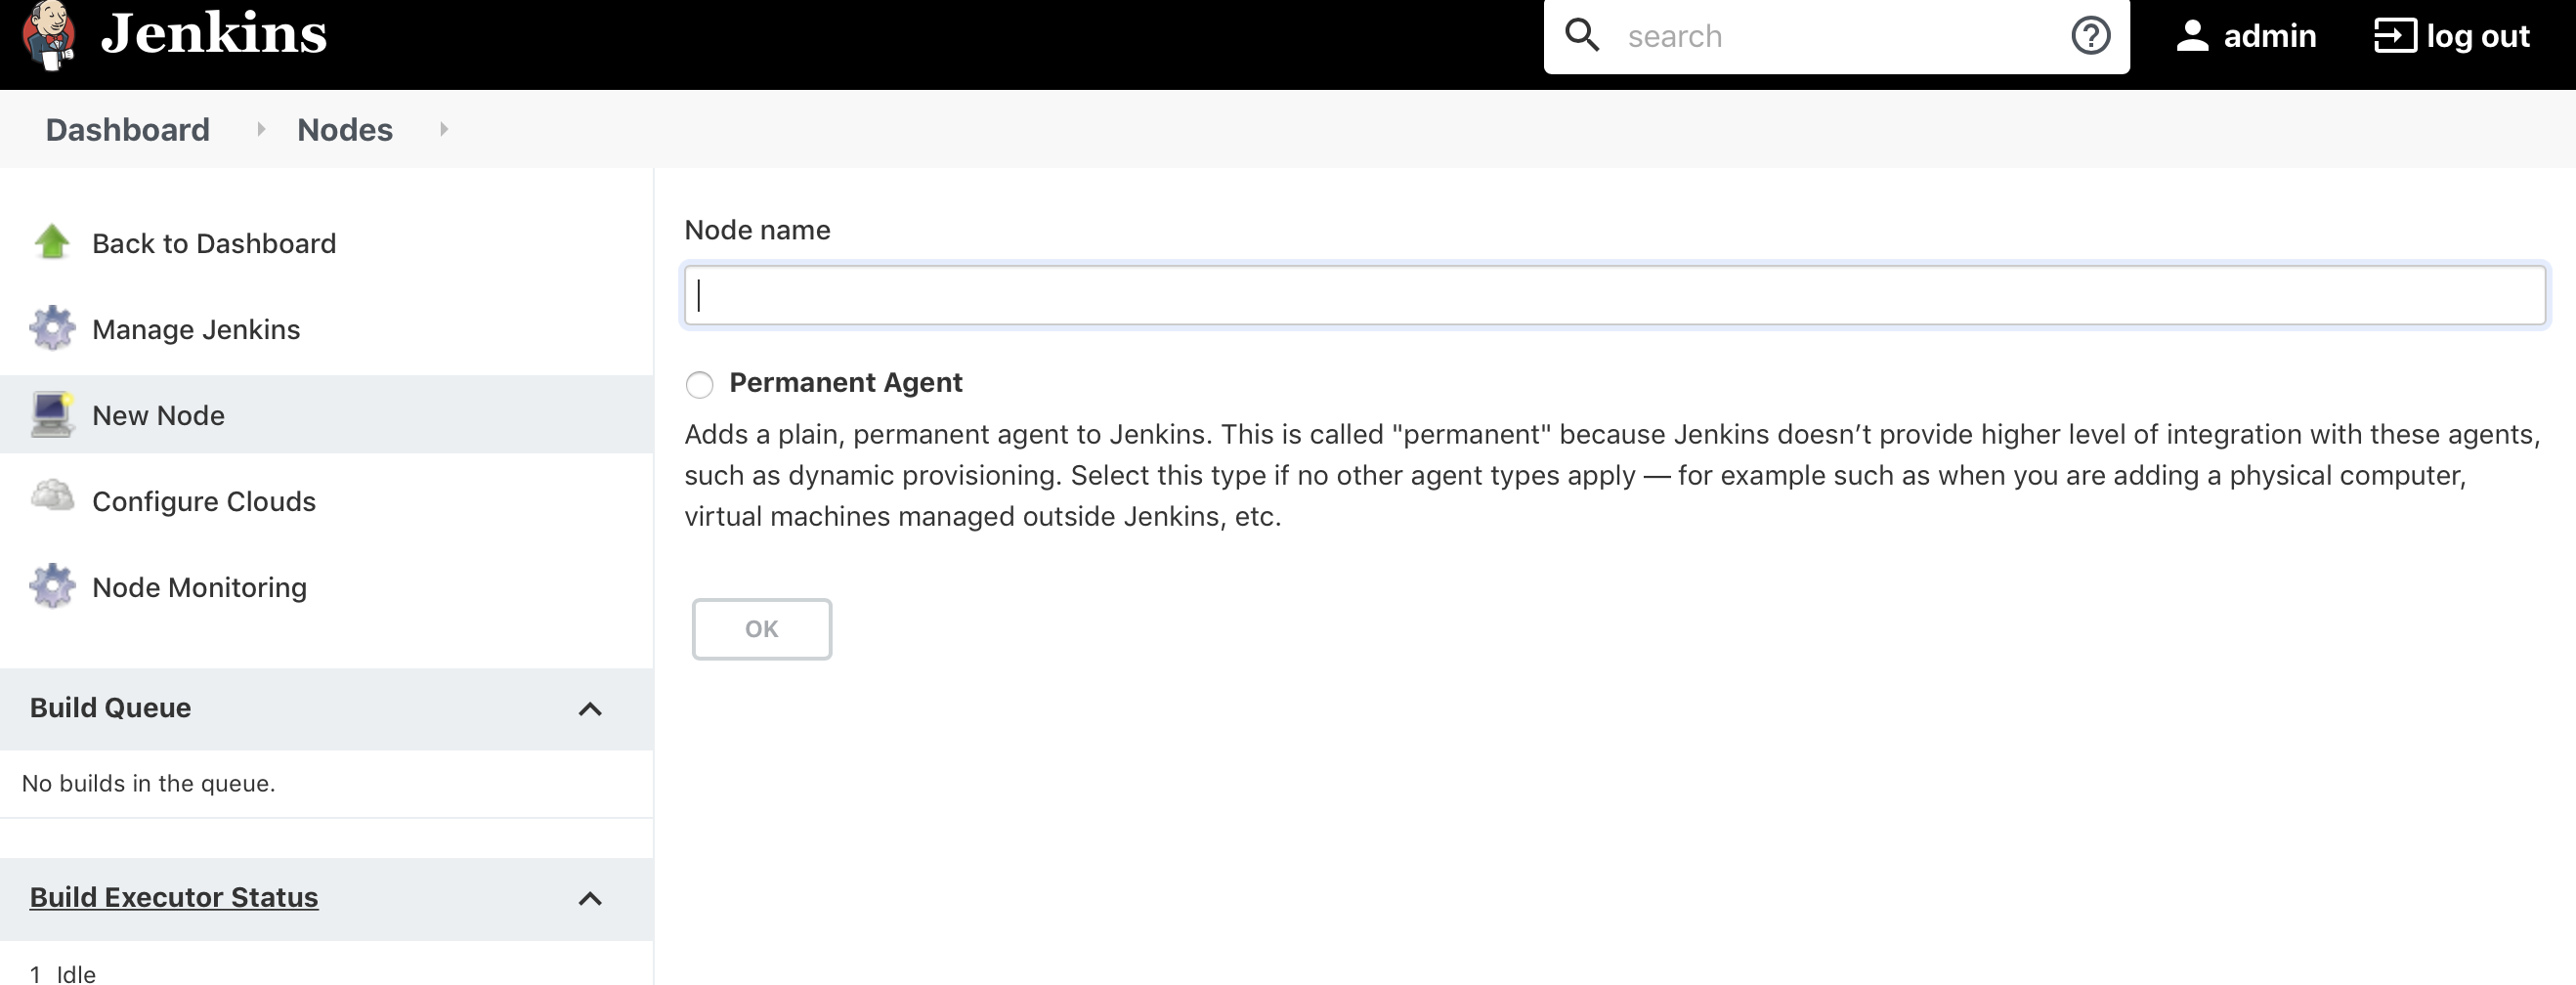 Jenkins
search
admin
log out
Dashboard
Nodes
Back to Dashboard
Manage Jenkins
New Node
Configure Clouds
Node Monitoring
Build Queue
No builds in the queue.
Build Executor Status
1 Idle
Node name
Permanent Agent
Adds a plain, permanent agent to Jenkins. This is called "permanent" because Jenkins doesn’t provide higher level of integration with these agents,
such as dynamic provisioning. Select this type if no other agent types apply — for example such as when you are adding a physical computer,
virtual machines managed outside Jenkins, etc.
OK